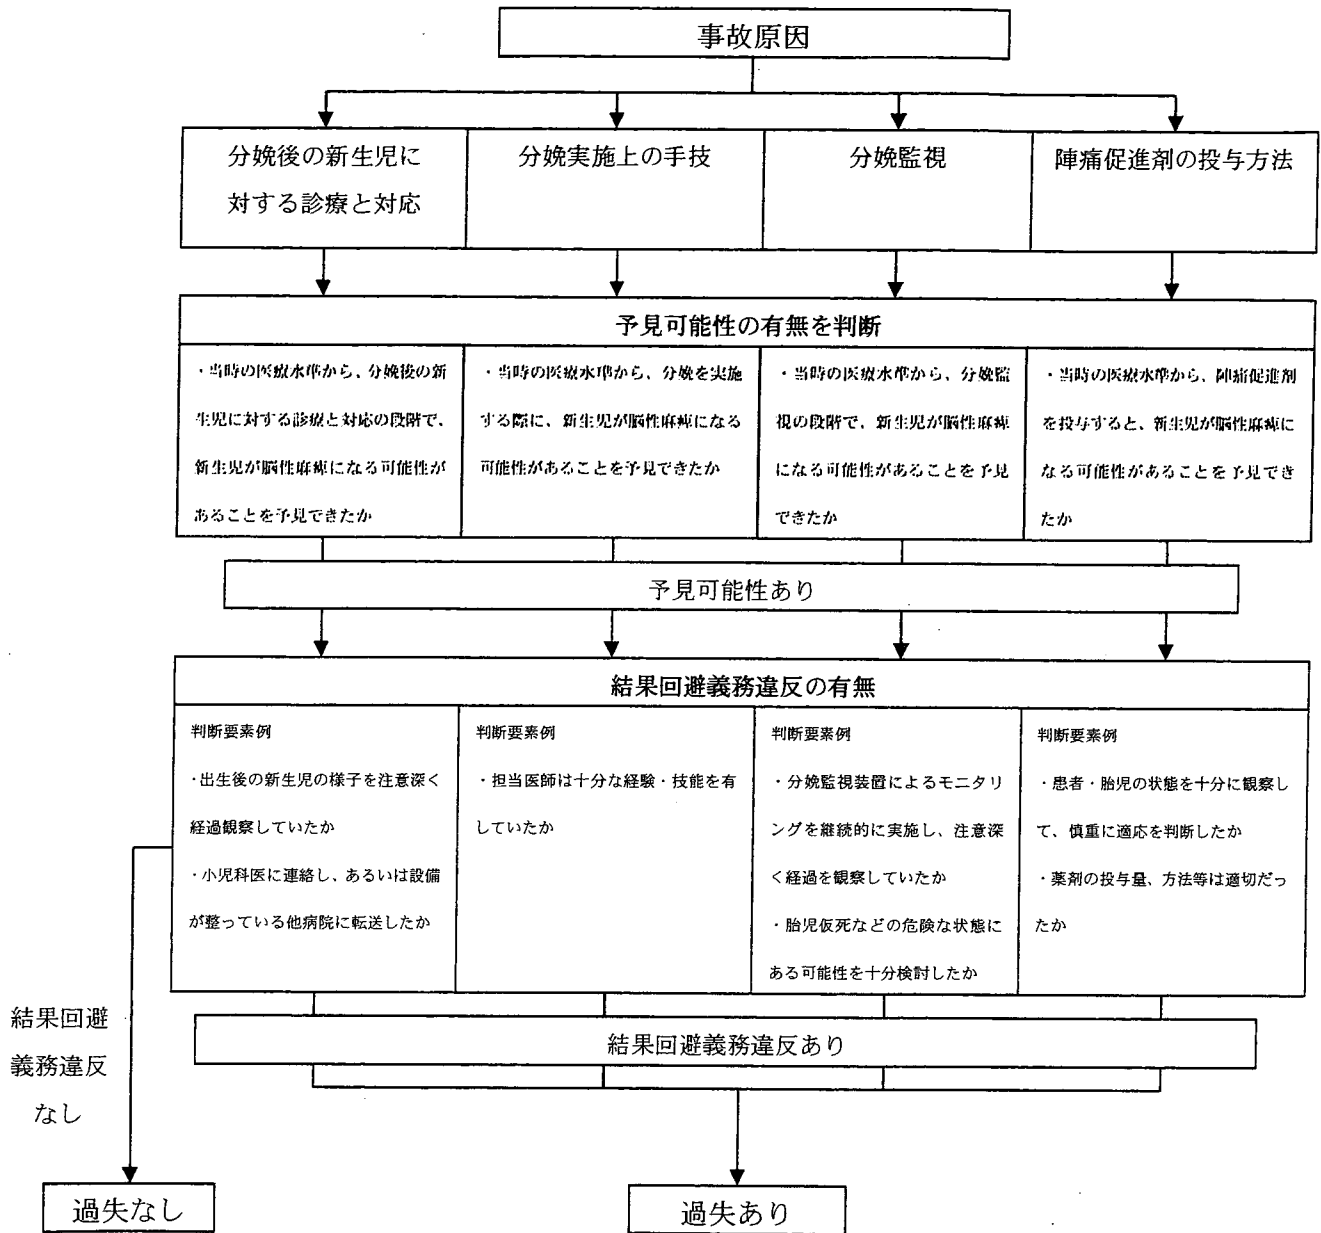 事故原因
分娩後の新生児に
対する診療と対応
分娩実施上の手技
分娩監視
陣痛促進剤の投与方法
予見可能性の有無を判断
・当時の医療水準から、分娩後の新
生児に対する診療と対応の段階で、
新生児が脳性麻痺になる可能性が
あることを予見できたか
・当時の医療水準から、分娩を実施
する際に、新生児が脳性麻痺になる
可能性があることを予見できたか
・当時の医療水準から、分娩監
視の段階で、新生児が脳性麻痺
になる可能性があることを予見
できたか
・当時の医療水準から、陣痛促進剤
を投与すると、新生児が脳性麻痺に
なる可能性があることを予見でき
たか
予見可能性あり
結果回避義務違反の有無
判断要素例
・出生後の新生児の様子を注意深く
経過観察していたか
・小児科医に連絡し、あるいは設備
が整っている他病院に転送したか
判断要素例
・担当医師は十分な経験・技能を有
していたか
判断要素例
・分娩監視装置によるモニタリ
ングを継続的に実施し、注意深
く経過を観察していたか
・胎児仮死などの危険な状態に
ある可能性を十分検討したか
判断要素例
・患者・胎児の状態を十分に観察し
て、慎重に適応を判断したか
・薬剤の投与量、方法等は適切だっ
たか
結果回避義務違反あり
結果回避
義務違反
なし
過失なし
過失あり